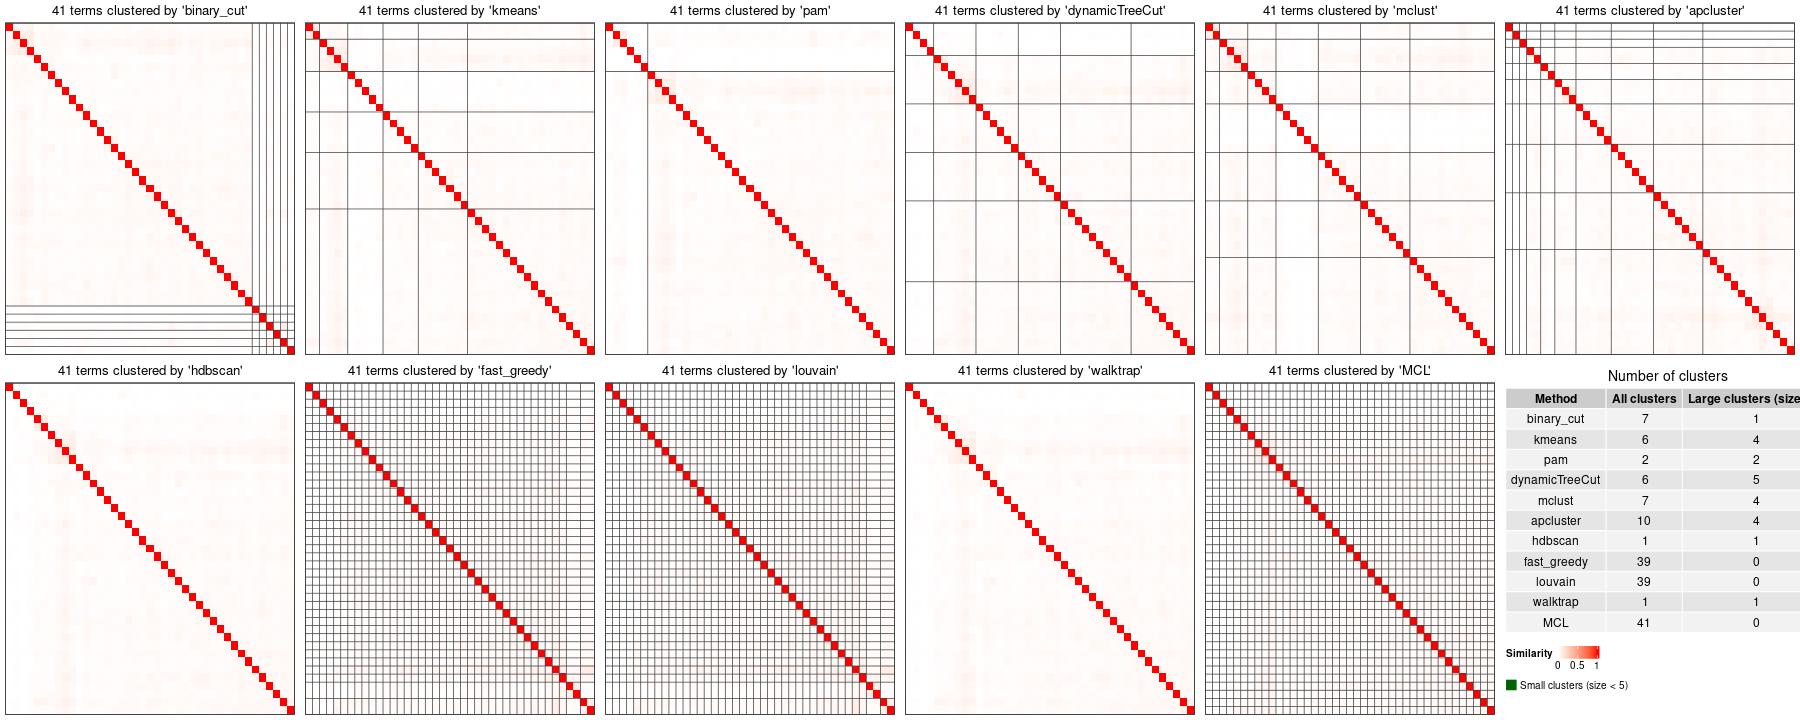 41 terms clustered by 'binary_cut'
41 terms clustered by 'kmeans'
41 terms clustered by 'pam'
41 terms clustered by 'dynamicTreeCut'
41 terms clustered by 'mclust'
41 terms clustered by 'apcluster'
41 terms clustered by 'hdbscan'
41 terms clustered by 'fast_greedy'
41 terms clustered by 'louvain'
41 terms clustered by 'walktrap'
41 terms clustered by 'MCL'
Number of clusters
Method All clusters Large clusters (size
binary_cut 7 1
kmeans 6 4
pam 2 2
dynamicTreeCut 6 5
mclust 7 4
apcluster 10 4
hdbscan 1 1
fast_greedy 39 0
louvain 39 0
walktrap 1 1
MCL 41 0
Similarity
0 0.5 1
Small clusters (size < 5)